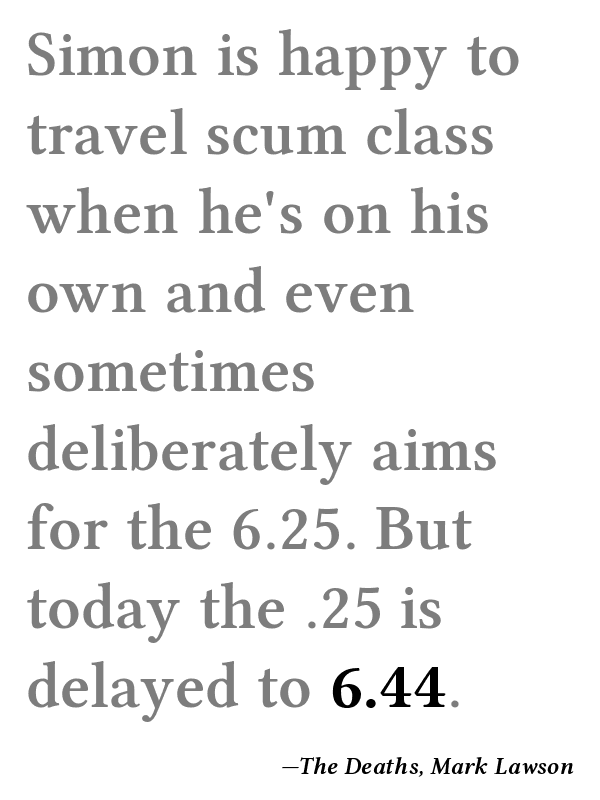 Simon is happy to
travel scum class
when he's on his
own and even
sometimes
deliberately aims
for the 6.25. But
today the .25 is
delayed to 6.44.
—The Deaths, Mark Lawson